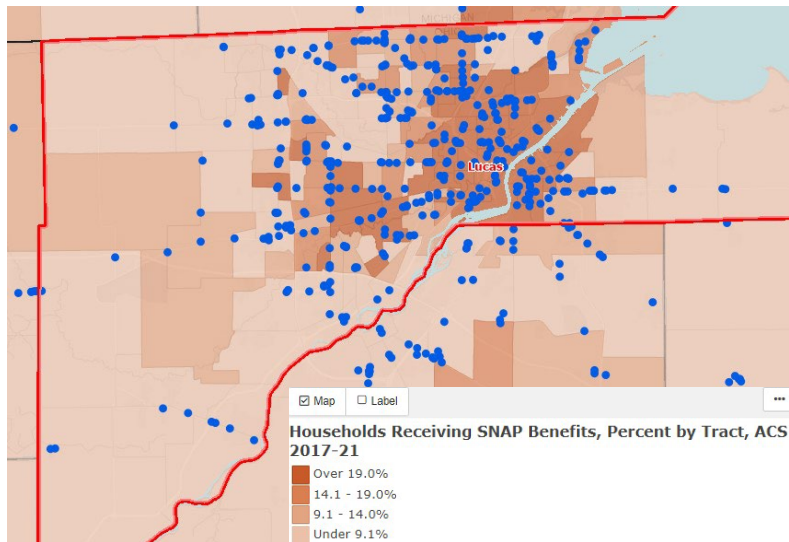 MICHIGAN
Lucas
Map
Label
...
Households Receiving SNAP Benefits, Percent by Tract, ACS
2017-21
Over 19.0%
14.1 - 19.0%
9.1 - 14.0%
Under 9.1%